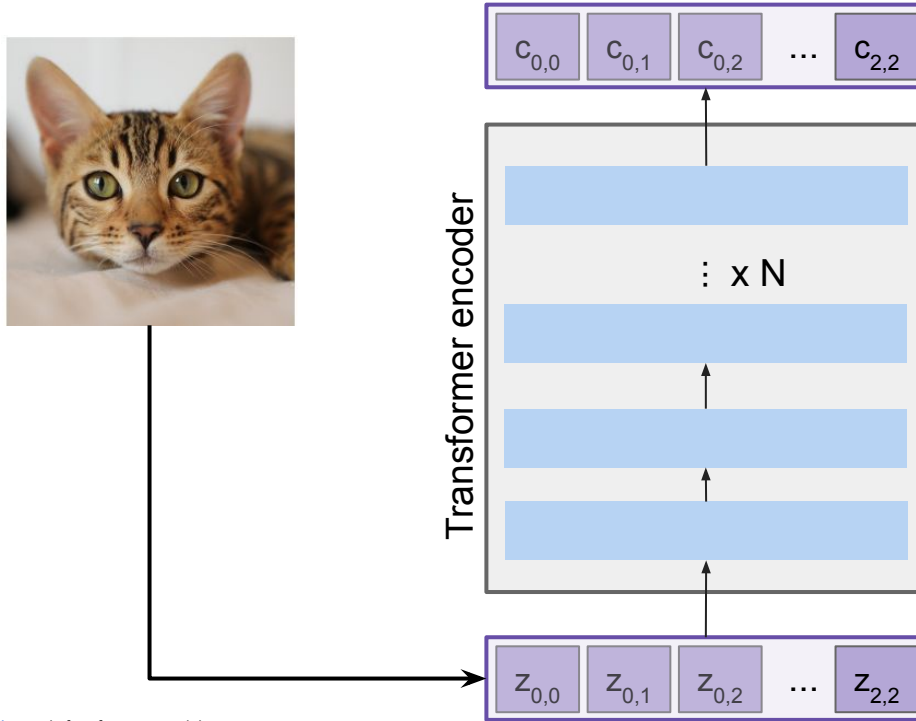 c0,0 c0,1 c0,2 ... c2,2
Transformer encoder
⋮ x N
z0,0 z0,1 z0,2 ... z2,2